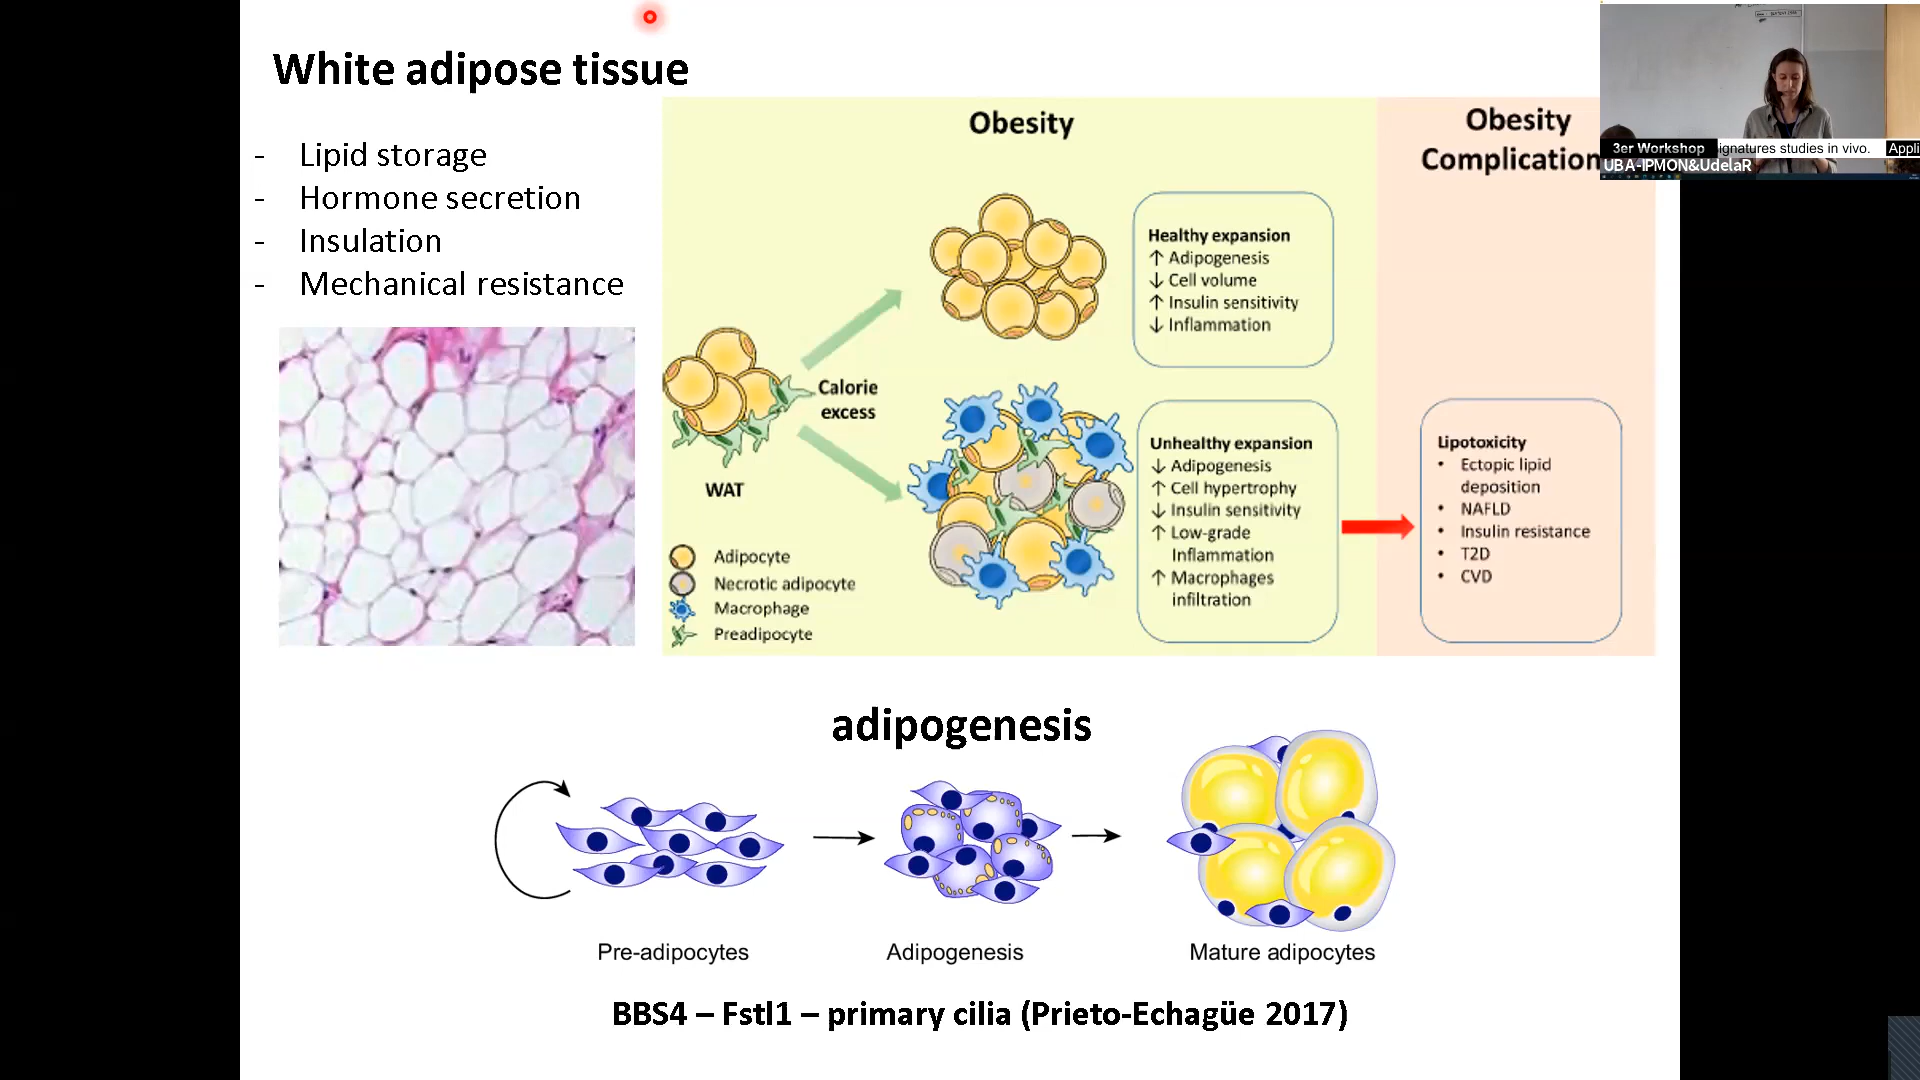 White adipose tissue
- Lipid storage
- Hormone secretion
- Insulation
- Mechanical resistance
Obesity
Obesity
Complication
Healthy expansion
↑ Adipogenesis
↓ Cell volume
↑ Insulin sensitivity
↓ Inflammation
Calorie
excess
WAT
Unhealthy expansion
↓ Adipogenesis
↑ Cell hypertrophy
↓ Insulin sensitivity
↑ Low-grade
Inflammation
↑ Macrophages
infiltration
Lipotoxicity
• Ectopic lipid
deposition
• NAFLD
• Insulin resistance
• T2D
• CVD
Adipocyte
Necrotic adipocyte
Macrophage
Preadipocyte
adipogenesis
Pre-adipocytes
Adipogenesis
Mature adipocytes
BBS4 – Fstl1 – primary cilia (Prieto-Echagüe 2017)
3er Workshop
signatures studies in vivo.
Appli
UBA-IPMON&UdelaR